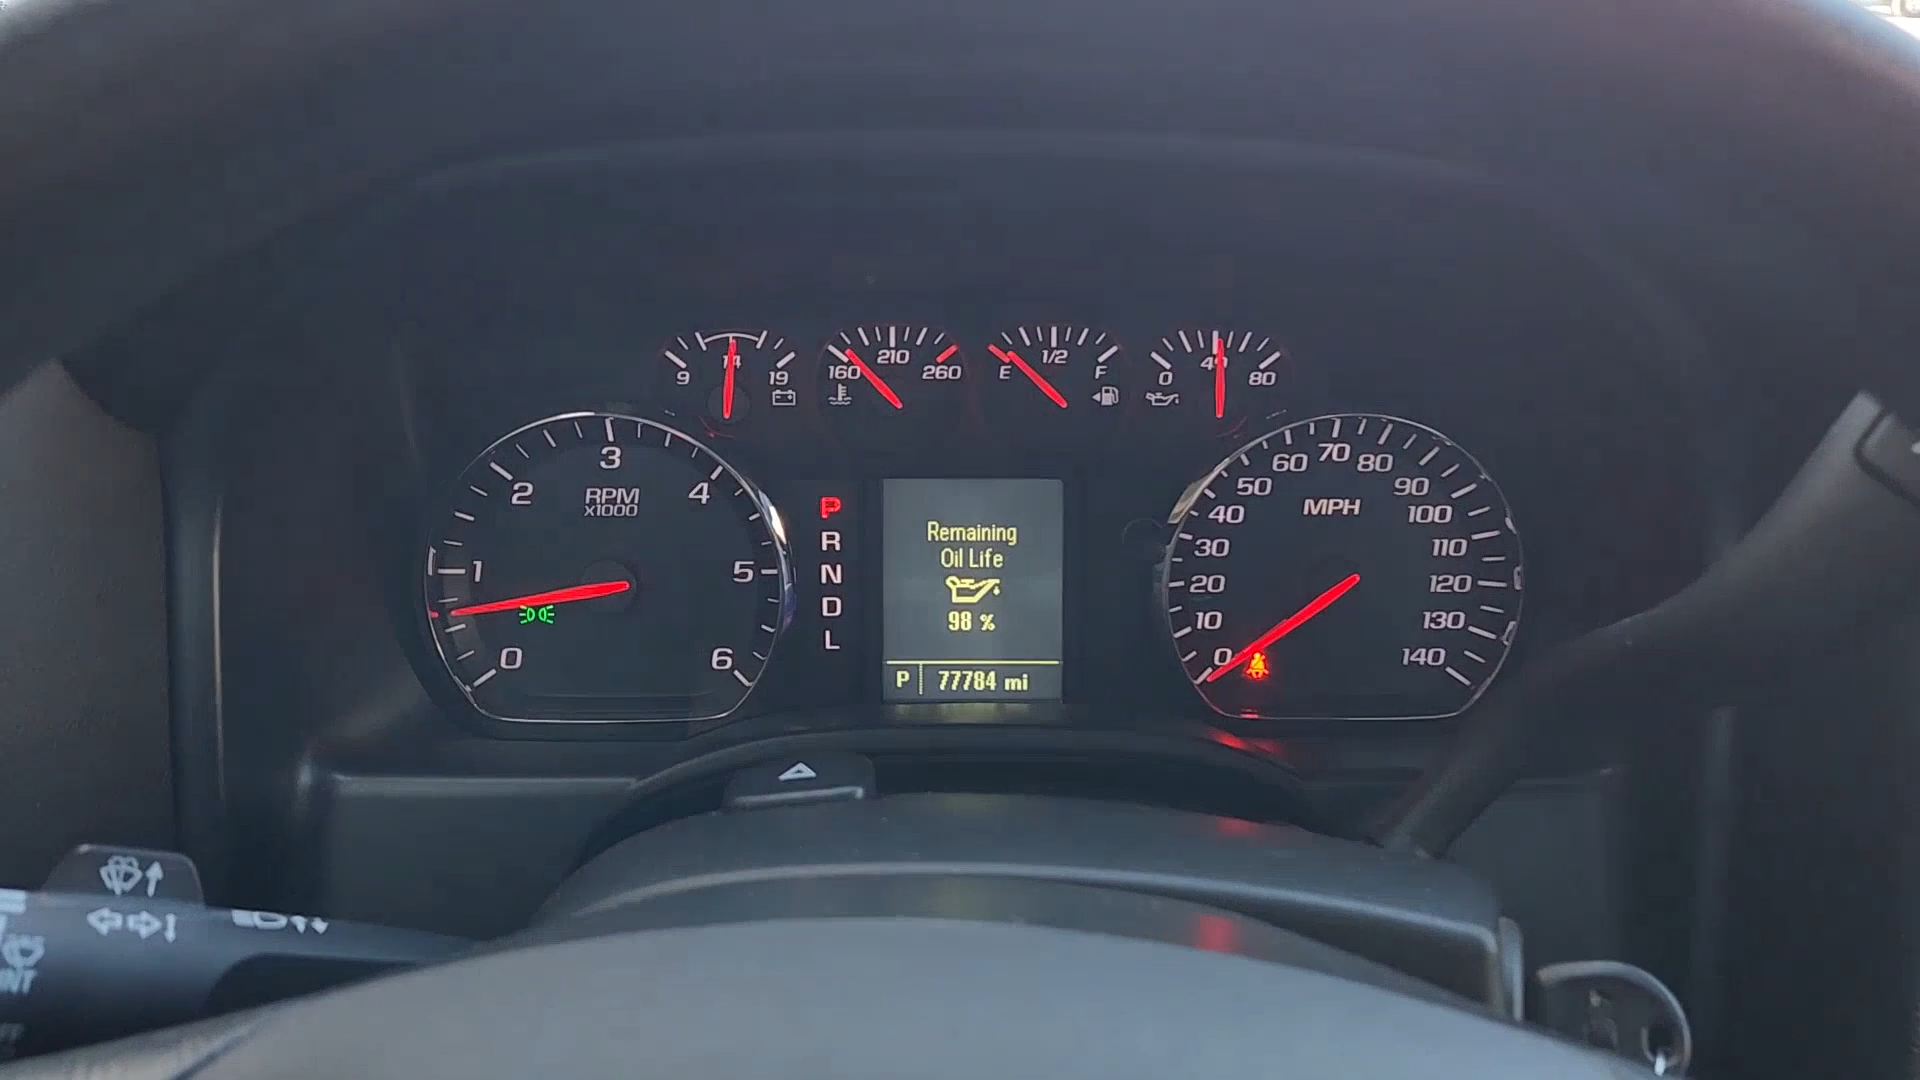 9 14 19
160 210 260
E 1/2 F
0 40 80
0 1 2 3 4 5 6
RPM
x1000
P
R
N
D
L
Remaining
Oil Life
98 %
P 77784 mi
0 10 20 30 40 50 60 70 80 90 100 110 120 130 140
MPH